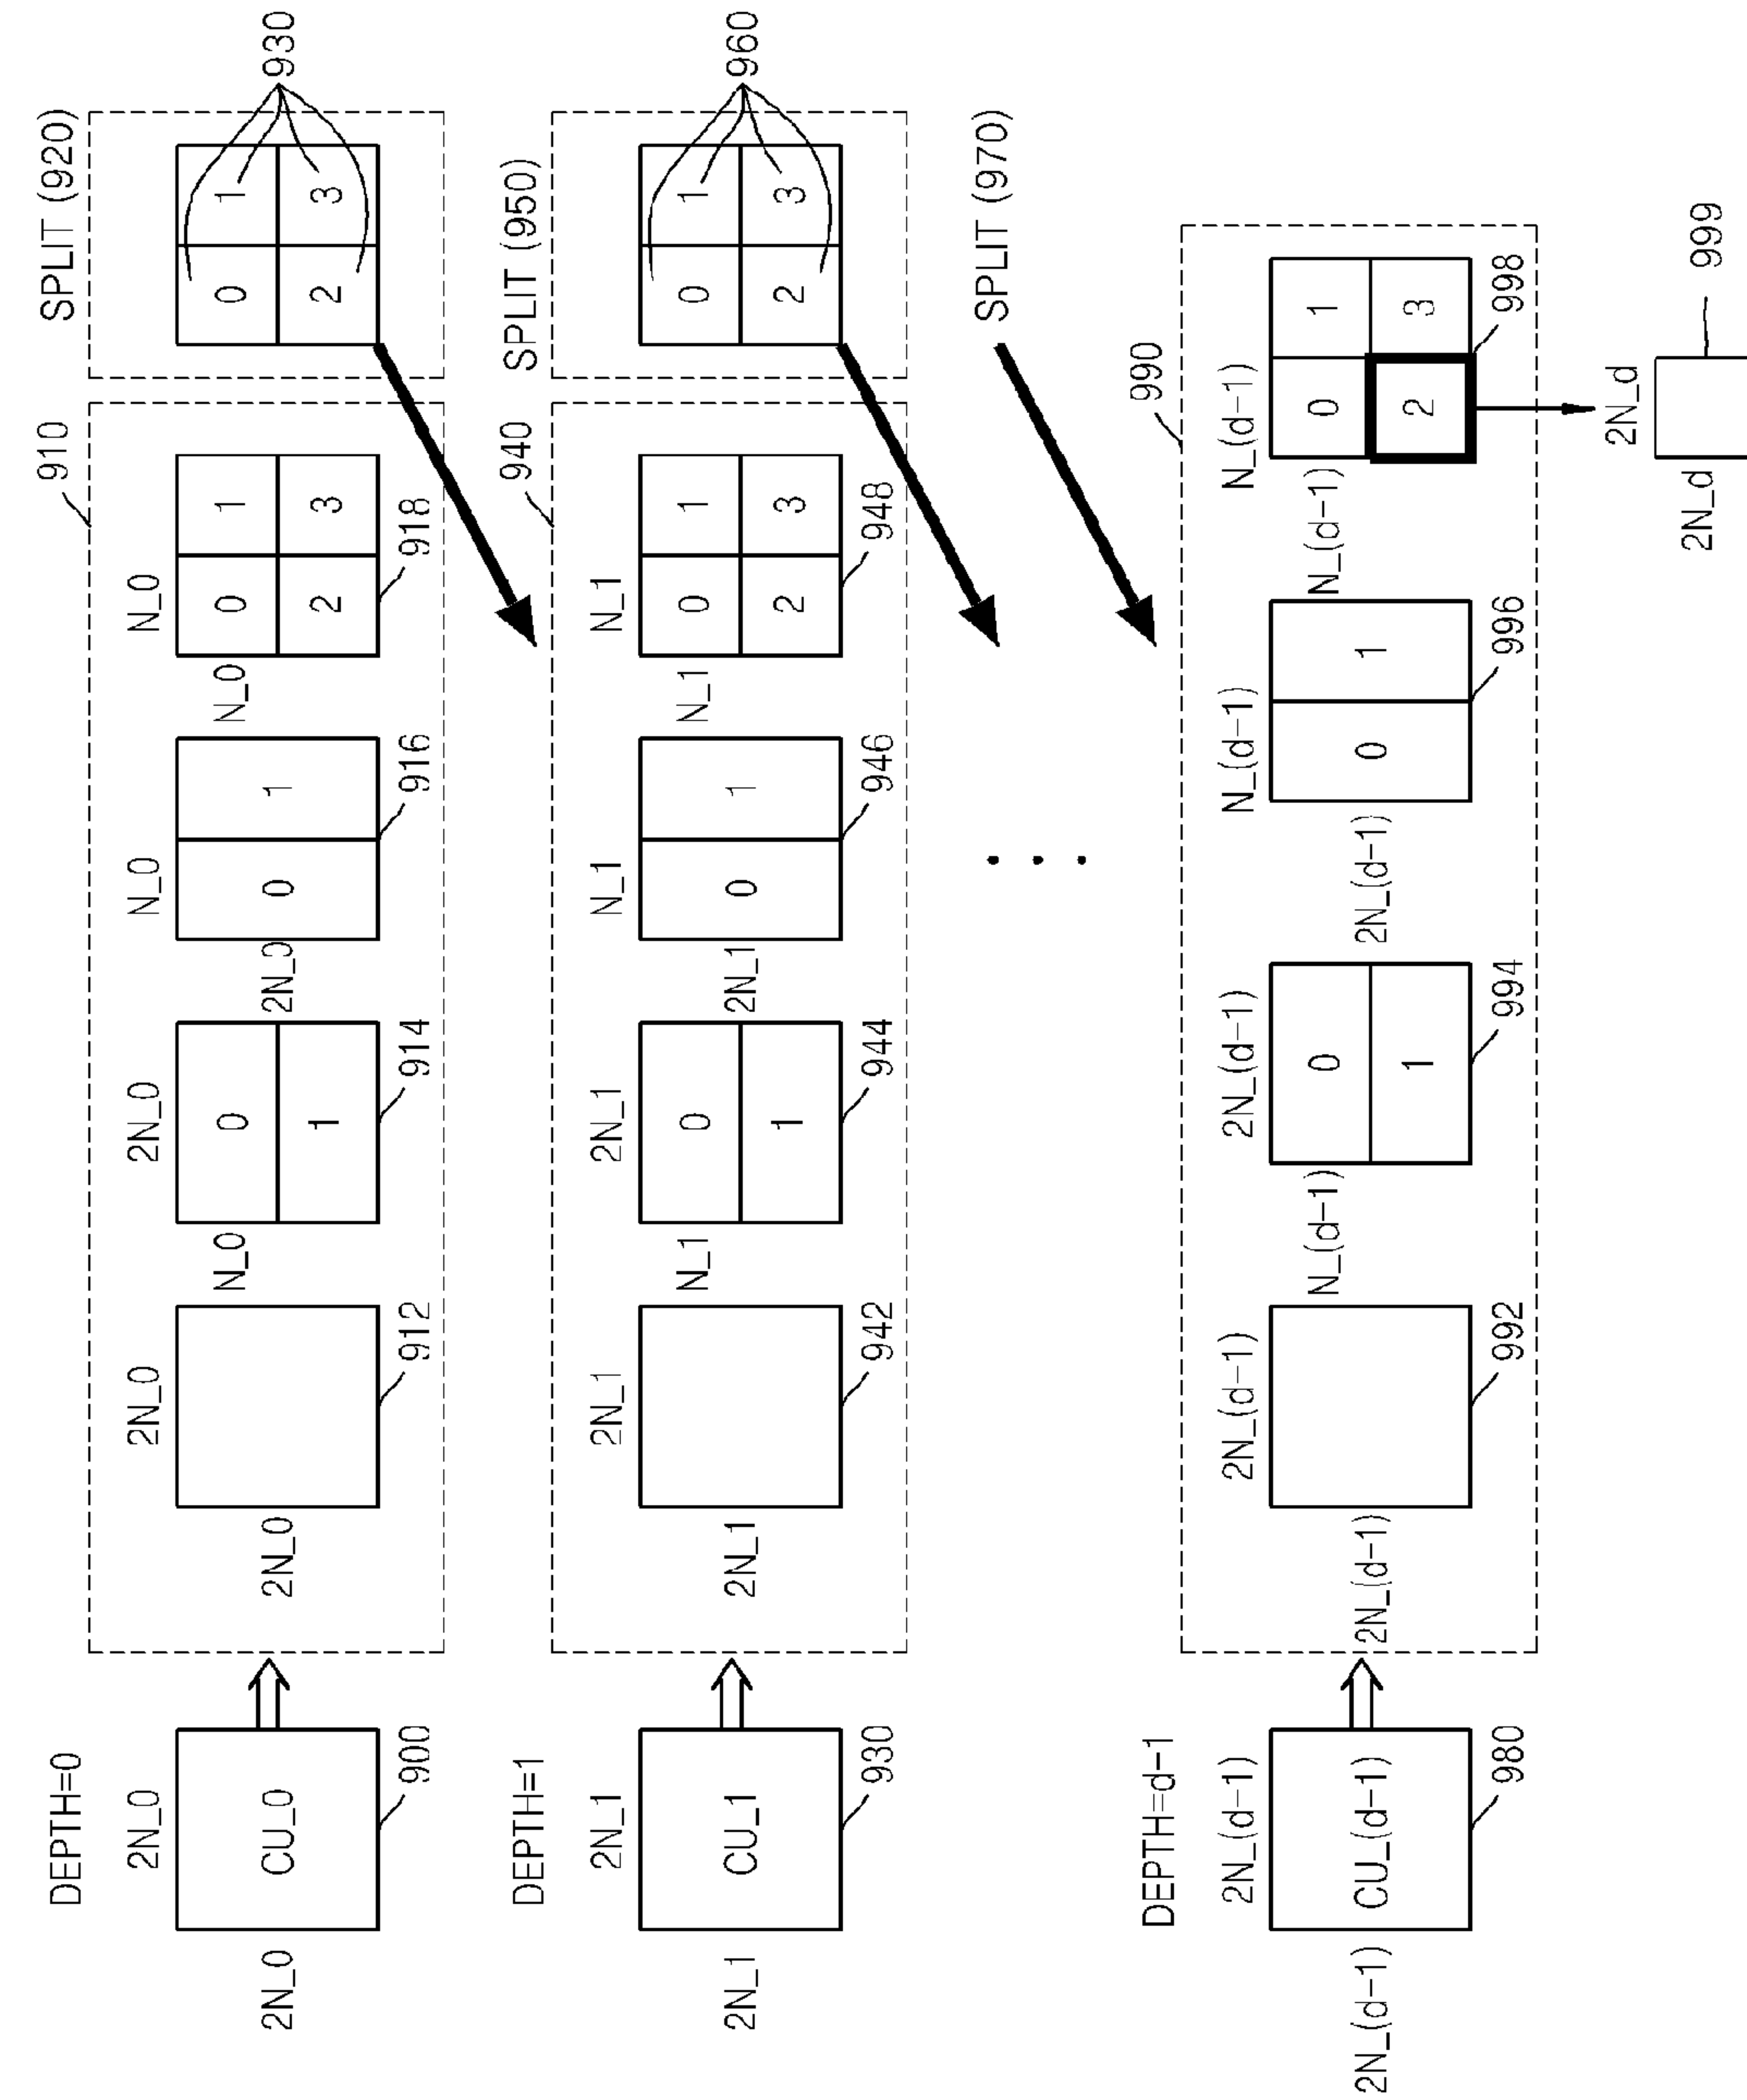 DEPTH=0
2N_0
2N_0
CU_0
900
910
2N_0
2N_0
912
2N_0
N_0
0
1
914
N_0
2N_0
0
1
916
N_0
N_0
0
1
2
3
918
SPLIT (920)
0
1
2
3
930
DEPTH=1
2N_1
2N_1
CU_1
930
940
2N_1
2N_1
942
2N_1
N_1
0
1
944
N_1
2N_1
0
1
946
N_1
N_1
0
1
2
3
948
SPLIT (950)
0
1
2
3
960
SPLIT (970)
DEPTH=d-1
2N_(d-1)
2N_(d-1)
CU_(d-1)
980
990
2N_(d-1)
2N_(d-1)
992
2N_(d-1)
N_(d-1)
0
1
994
N_(d-1)
2N_(d-1)
0
1
996
N_(d-1)
N_(d-1)
0
1
2
3
998
2N_d
2N_d
999